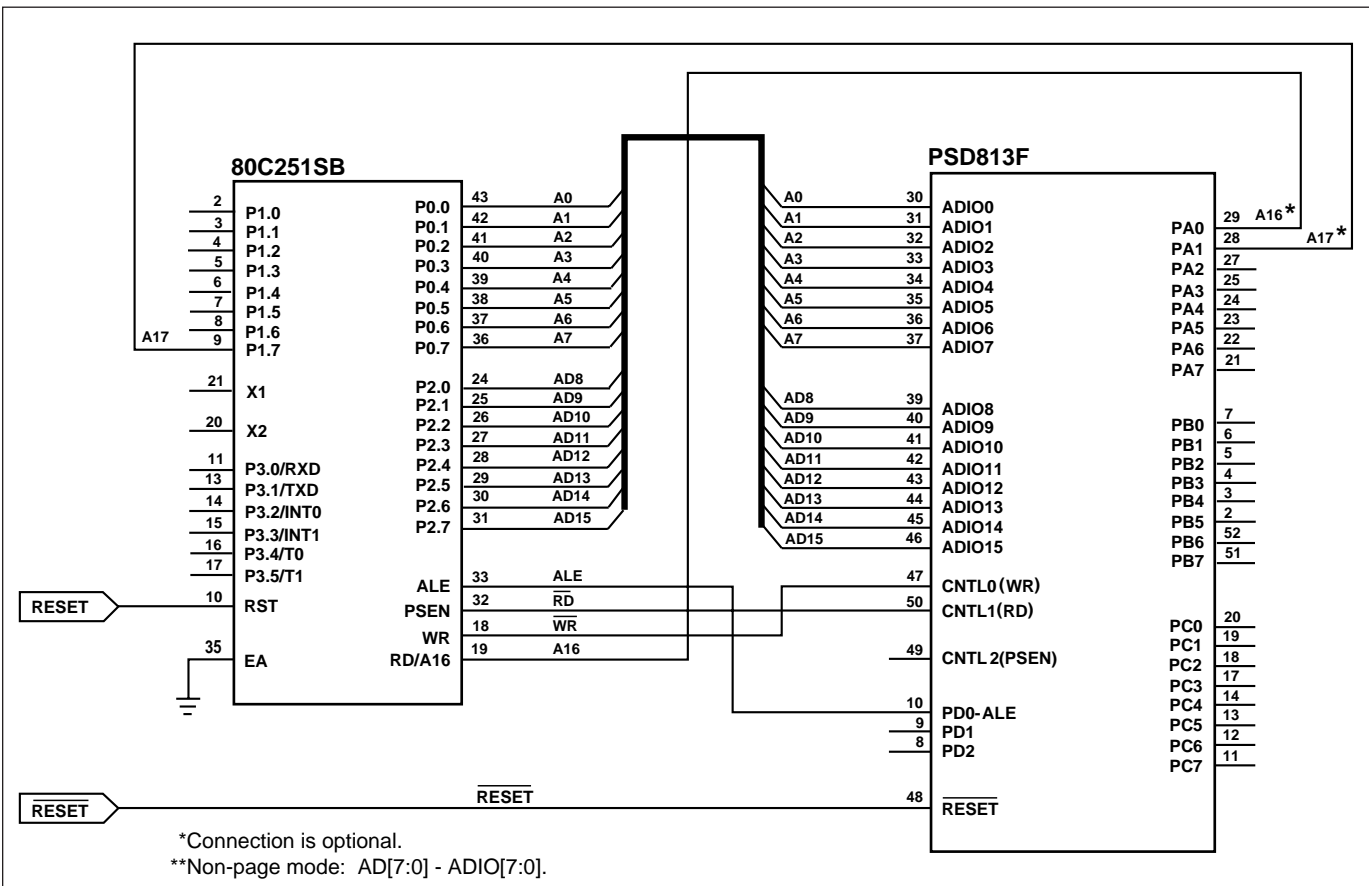 80C251SB
2 P1.0
3 P1.1
4 P1.2
5 P1.3
6 P1.4
7 P1.5
8 P1.6
A17 9 P1.7
21 X1
20 X2
11 P3.0/RXD
13 P3.1/TXD
14 P3.2/INT0
15 P3.3/INT1
16 P3.4/T0
17 P3.5/T1
RESET 10 RST
35 EA
P0.0 43 A0
P0.1 42 A1
P0.2 41 A2
P0.3 40 A3
P0.4 39 A4
P0.5 38 A5
P0.6 37 A6
P0.7 36 A7
P2.0 24 AD8
P2.1 25 AD9
P2.2 26 AD10
P2.3 27 AD11
P2.4 28 AD12
P2.5 29 AD13
P2.6 30 AD14
P2.7 31 AD15
ALE 33 ALE
PSEN 32 RD
WR 18 WR
RD/A16 19 A16
PSD813F
A0 30 ADIO0
A1 31 ADIO1
A2 32 ADIO2
A3 33 ADIO3
A4 34 ADIO4
A5 35 ADIO5
A6 36 ADIO6
A7 37 ADIO7
AD8 39 ADIO8
AD9 40 ADIO9
AD10 41 ADIO10
AD11 42 ADIO11
AD12 43 ADIO12
AD13 44 ADIO13
AD14 45 ADIO14
AD15 46 ADIO15
47 CNTL0 (WR)
50 CNTL1(RD)
49 CNTL 2(PSEN)
10 PD0-ALE
9 PD1
8 PD2
RESET RESET 48 RESET
PA0 29 A16*
PA1 28 A17*
PA2 27
PA3 25
PA4 24
PA5 23
PA6 22
PA7 21
PB0 7
PB1 6
PB2 5
PB3 4
PB4 3
PB5 2
PB6 52
PB7 51
PC0 20
PC1 19
PC2 18
PC3 17
PC4 14
PC5 13
PC6 12
PC7 11
*Connection is optional.
**Non-page mode: AD[7:0] - ADIO[7:0].